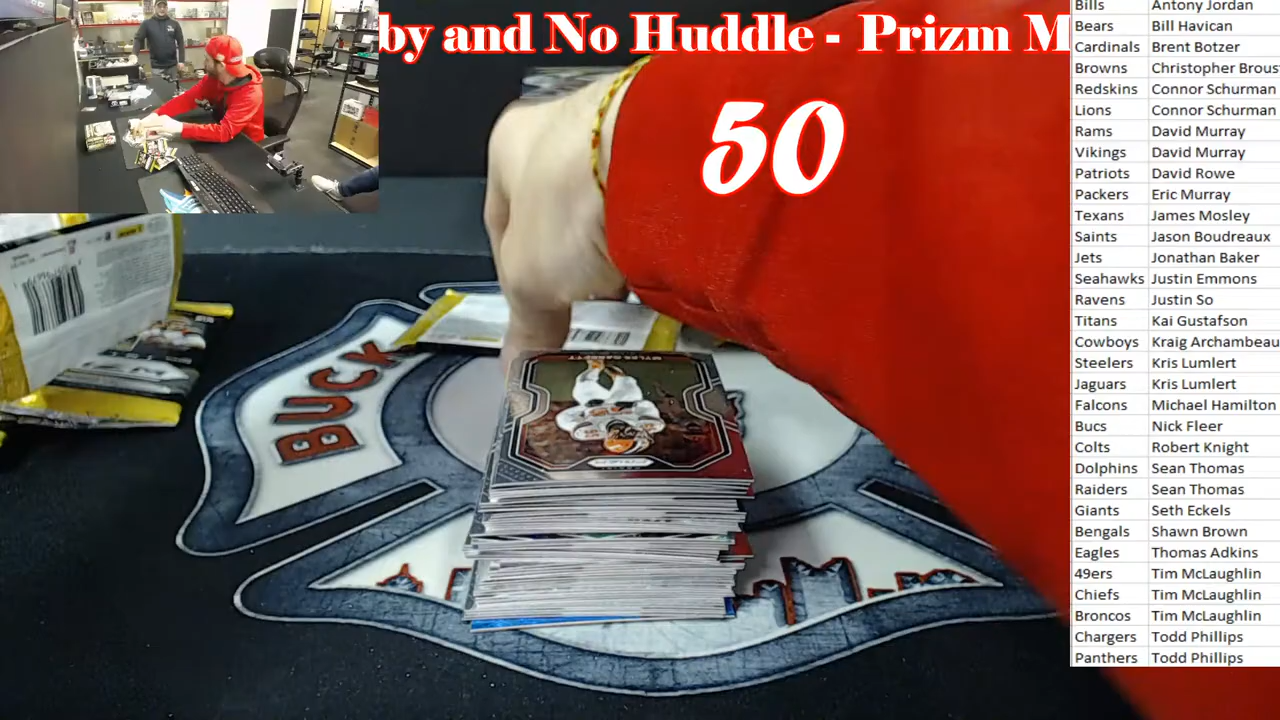 by and No Huddle - Prizm M
50
BUCK
MYLES GARRETT
PRIZM
Bills Antony Jordan
Bears Bill Havican
Cardinals Brent Botzer
Browns Christopher Brous
Redskins Connor Schurman
Lions Connor Schurman
Rams David Murray
Vikings David Murray
Patriots David Rowe
Packers Eric Murray
Texans James Mosley
Saints Jason Boudreaux
Jets Jonathan Baker
Seahawks Justin Emmons
Ravens Justin So
Titans Kai Gustafson
Cowboys Kraig Archambeau
Steelers Kris Lumlert
Jaguars Kris Lumlert
Falcons Michael Hamilton
Bucs Nick Fleer
Colts Robert Knight
Dolphins Sean Thomas
Raiders Sean Thomas
Giants Seth Eckels
Bengals Shawn Brown
Eagles Thomas Adkins
49ers Tim McLaughlin
Chiefs Tim McLaughlin
Broncos Tim McLaughlin
Chargers Todd Phillips
Panthers Todd Phillips